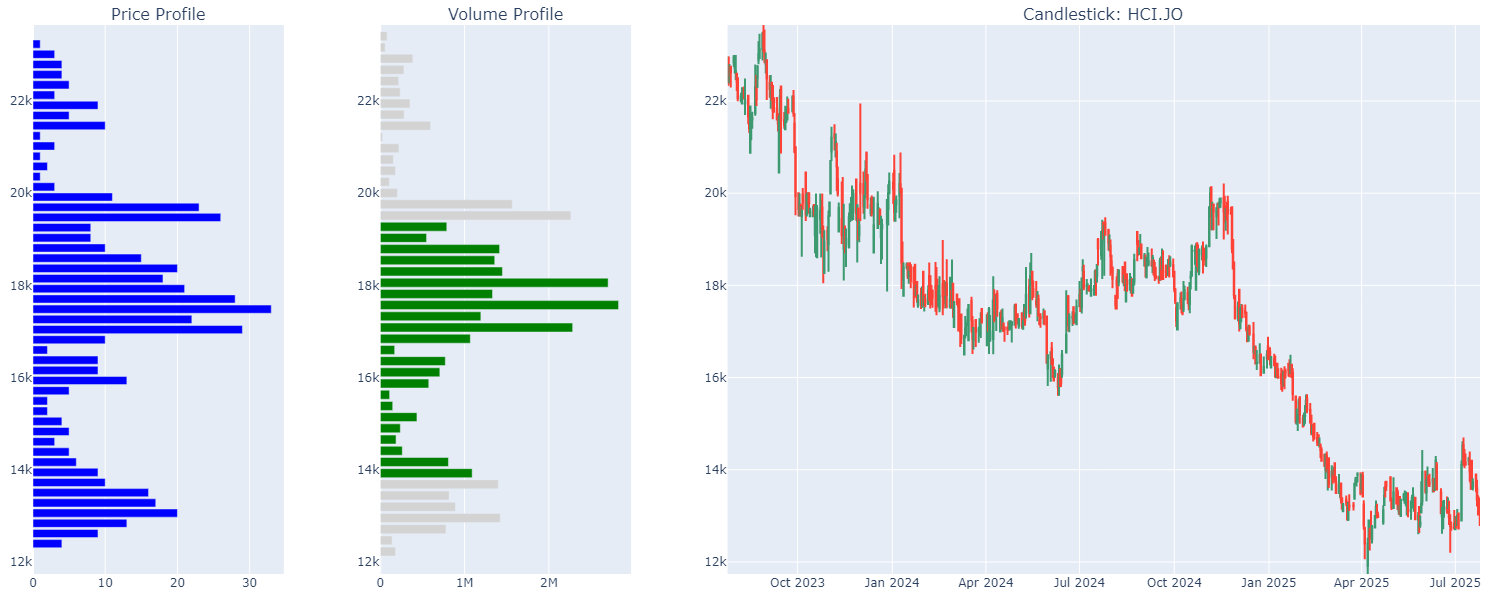 Price Profile
22k
20k
18k
16k
14k
12k
0
10
20
30
Volume Profile
22k
20k
18k
16k
14k
12k
0
1M
2M
Candlestick: HCI.JO
22k
20k
18k
16k
14k
12k
Oct 2023
Jan 2024
Apr 2024
Jul 2024
Oct 2024
Jan 2025
Apr 2025
Jul 2025